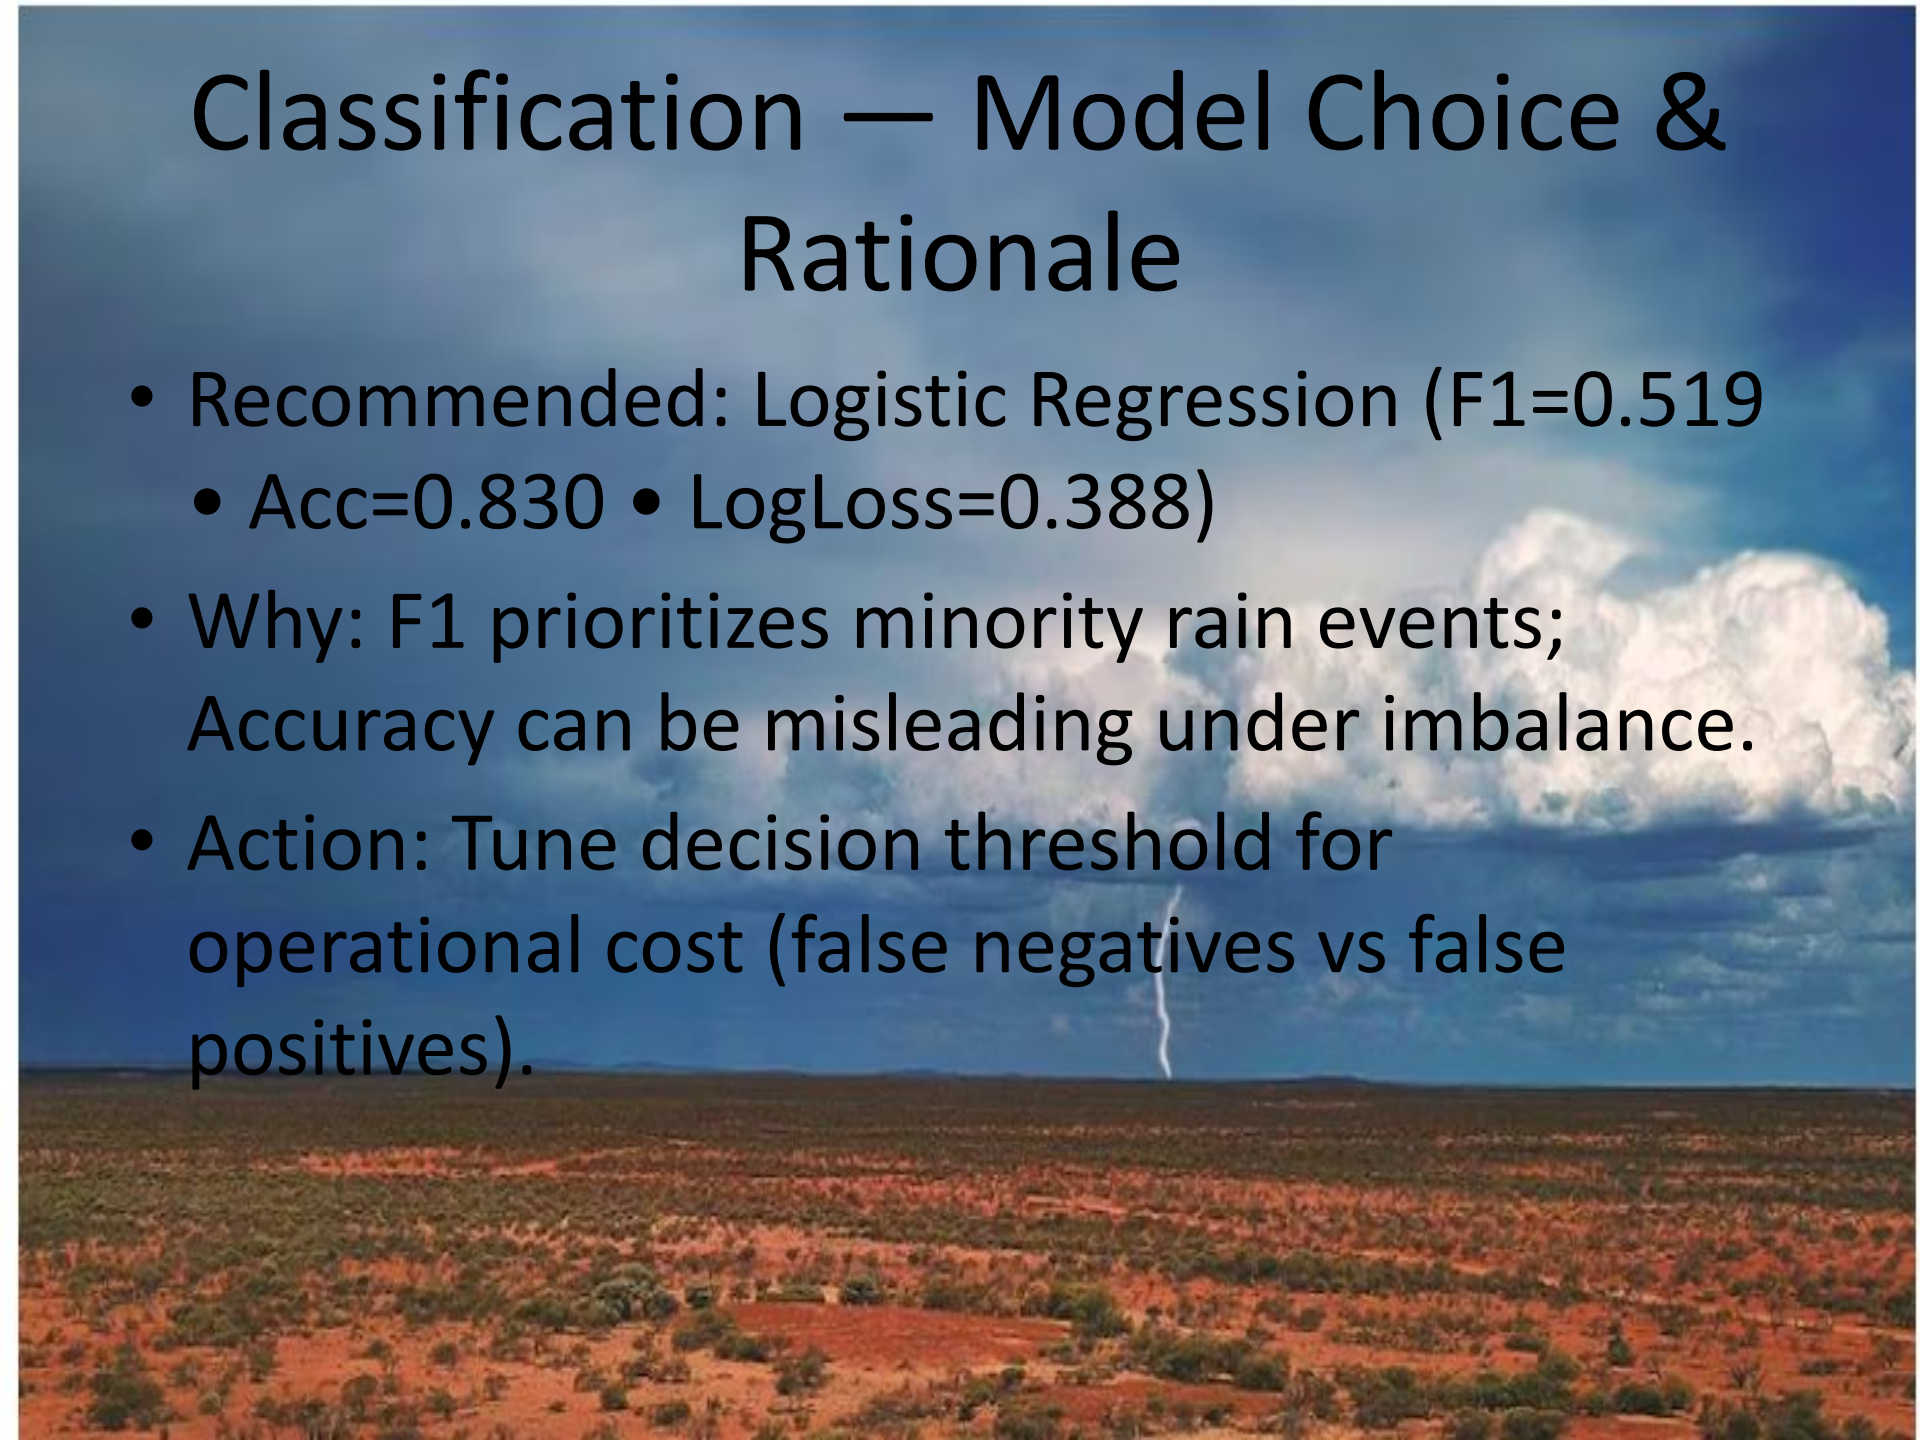 Classification — Model Choice &
Rationale
• Recommended: Logistic Regression (F1=0.519
• Acc=0.830 • LogLoss=0.388)
• Why: F1 prioritizes minority rain events;
Accuracy can be misleading under imbalance.
• Action: Tune decision threshold for
operational cost (false negatives vs false
positives).